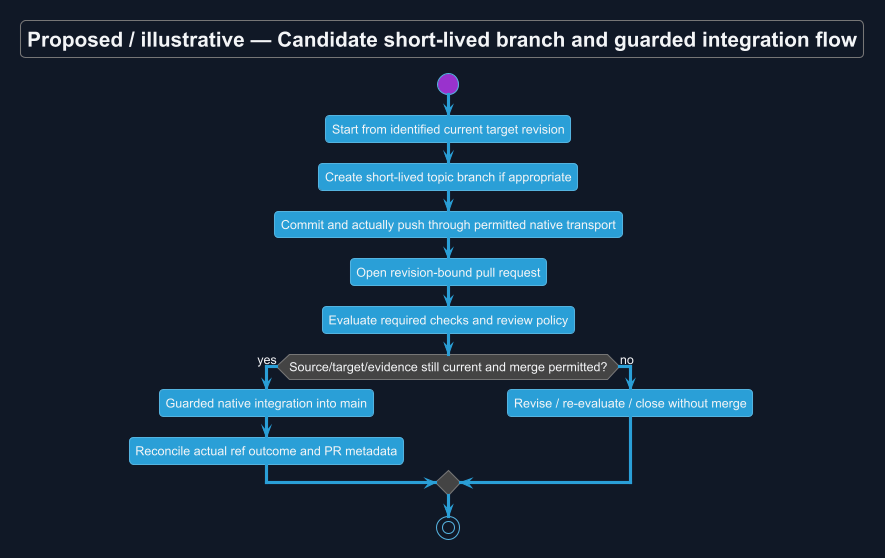 Proposed / illustrative — Candidate short-lived branch and guarded integration flow
Start from identified current target revision
Create short-lived topic branch if appropriate
Commit and actually push through permitted native transport
Open revision-bound pull request
Evaluate required checks and review policy
yes
Source/target/evidence still current and merge permitted?
no
Guarded native integration into main
Revise / re-evaluate / close without merge
Reconcile actual ref outcome and PR metadata